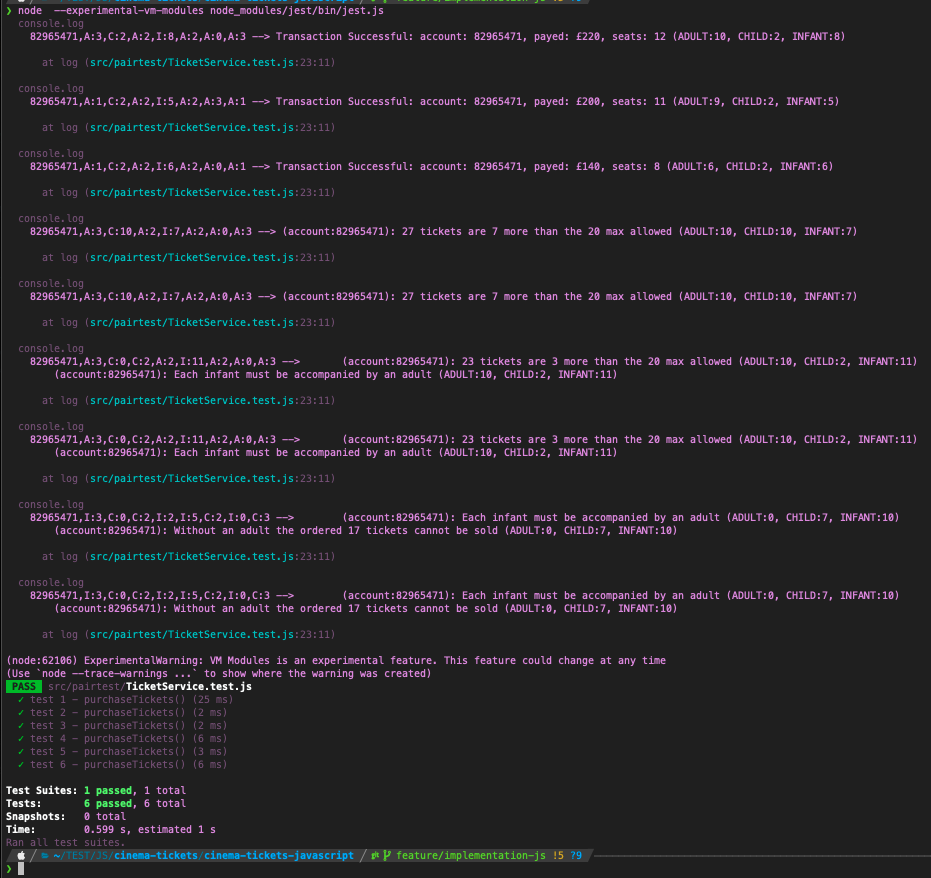 ❯ node  --experimental-vm-modules node_modules/jest/bin/jest.js
console.log
82965471,A:3,C:2,A:2,I:8,A:2,A:0,A:3 --> Transaction Successful: account: 82965471, payed: £220, seats: 12 (ADULT:10, CHILD:2, INFANT:8)
at log (src/pairtest/TicketService.test.js:23:11)
console.log
82965471,A:1,C:2,A:2,I:5,A:2,A:3,A:1 --> Transaction Successful: account: 82965471, payed: £200, seats: 11 (ADULT:9, CHILD:2, INFANT:5)
at log (src/pairtest/TicketService.test.js:23:11)
console.log
82965471,A:1,C:2,A:2,I:6,A:2,A:0,A:1 --> Transaction Successful: account: 82965471, payed: £140, seats: 8 (ADULT:6, CHILD:2, INFANT:6)
at log (src/pairtest/TicketService.test.js:23:11)
console.log
82965471,A:3,C:10,A:2,I:7,A:2,A:0,A:3 --> (account:82965471): 27 tickets are 7 more than the 20 max allowed (ADULT:10, CHILD:10, INFANT:7)
at log (src/pairtest/TicketService.test.js:23:11)
console.log
82965471,A:3,C:10,A:2,I:7,A:2,A:0,A:3 --> (account:82965471): 27 tickets are 7 more than the 20 max allowed (ADULT:10, CHILD:10, INFANT:7)
at log (src/pairtest/TicketService.test.js:23:11)
console.log
82965471,A:3,C:0,C:2,A:2,I:11,A:2,A:0,A:3 -->       (account:82965471): 23 tickets are 3 more than the 20 max allowed (ADULT:10, CHILD:2, INFANT:11)
(account:82965471): Each infant must be accompanied by an adult (ADULT:10, CHILD:2, INFANT:11)
at log (src/pairtest/TicketService.test.js:23:11)
console.log
82965471,A:3,C:0,C:2,A:2,I:11,A:2,A:0,A:3 -->       (account:82965471): 23 tickets are 3 more than the 20 max allowed (ADULT:10, CHILD:2, INFANT:11)
(account:82965471): Each infant must be accompanied by an adult (ADULT:10, CHILD:2, INFANT:11)
at log (src/pairtest/TicketService.test.js:23:11)
console.log
82965471,I:3,C:0,C:2,I:2,I:5,C:2,I:0,C:3 -->        (account:82965471): Each infant must be accompanied by an adult (ADULT:0, CHILD:7, INFANT:10)
(account:82965471): Without an adult the ordered 17 tickets cannot be sold (ADULT:0, CHILD:7, INFANT:10)
at log (src/pairtest/TicketService.test.js:23:11)
console.log
82965471,I:3,C:0,C:2,I:2,I:5,C:2,I:0,C:3 -->        (account:82965471): Each infant must be accompanied by an adult (ADULT:0, CHILD:7, INFANT:10)
(account:82965471): Without an adult the ordered 17 tickets cannot be sold (ADULT:0, CHILD:7, INFANT:10)
at log (src/pairtest/TicketService.test.js:23:11)
(node:62106) ExperimentalWarning: VM Modules is an experimental feature. This feature could change at any time
(Use `node --trace-warnings ...` to show where the warning was created)
PASS src/pairtest/TicketService.test.js
✓ test 1 - purchaseTickets() (25 ms)
✓ test 2 - purchaseTickets() (2 ms)
✓ test 3 - purchaseTickets() (2 ms)
✓ test 4 - purchaseTickets() (6 ms)
✓ test 5 - purchaseTickets() (3 ms)
✓ test 6 - purchaseTickets() (6 ms)
Test Suites: 1 passed, 1 total
Tests:       6 passed, 6 total
Snapshots:   0 total
Time:        0.599 s, estimated 1 s
Ran all test suites.
~/TEST/JS/cinema-tickets/cinema-tickets-javascript / feature/implementation-js !5 ?9
❯